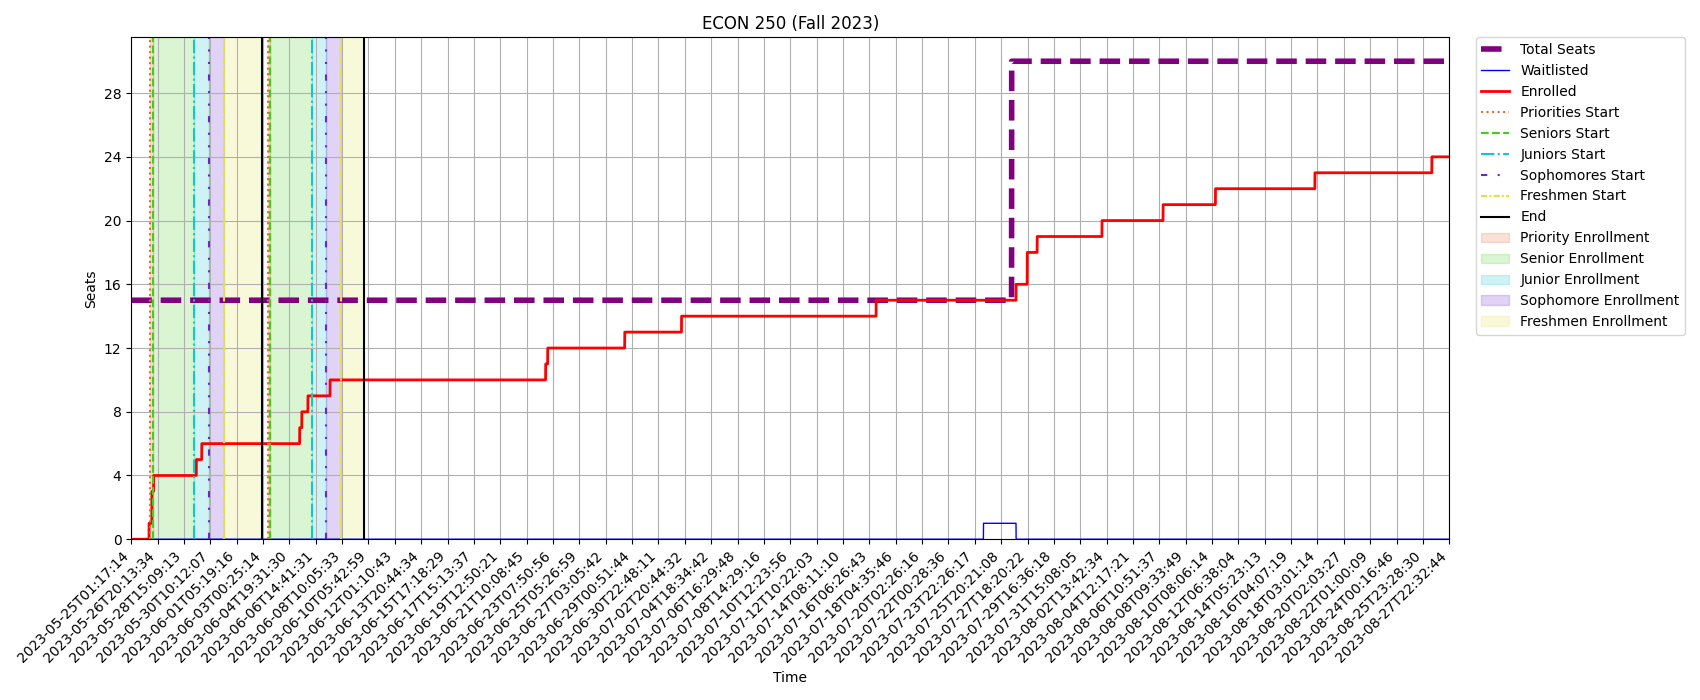 ECON 250 (Fall 2023)
Seats
28
24
20
16
12
8
4
0
2023-05-25T01:17:14
2023-05-26T20:13:34
2023-05-28T15:09:13
2023-05-30T10:12:07
2023-06-01T05:19:16
2023-06-03T00:25:14
2023-06-04T19:31:30
2023-06-06T14:41:31
2023-06-08T10:05:33
2023-06-10T05:42:59
2023-06-12T01:10:43
2023-06-13T20:44:34
2023-06-15T17:18:29
2023-06-17T15:13:37
2023-06-19T12:50:21
2023-06-21T10:08:45
2023-06-23T07:50:56
2023-06-25T05:26:59
2023-06-27T03:05:42
2023-06-29T00:51:44
2023-06-30T22:48:11
2023-07-02T20:44:32
2023-07-04T18:34:42
2023-07-06T16:29:48
2023-07-08T14:29:16
2023-07-10T12:23:56
2023-07-12T10:22:03
2023-07-14T08:11:10
2023-07-16T06:26:43
2023-07-18T04:35:46
2023-07-20T02:26:16
2023-07-22T00:28:36
2023-07-23T22:26:17
2023-07-25T20:21:08
2023-07-27T18:20:22
2023-07-29T16:36:18
2023-07-31T15:08:05
2023-08-02T13:42:34
2023-08-04T12:17:21
2023-08-06T10:51:37
2023-08-08T09:33:49
2023-08-10T08:06:14
2023-08-12T06:38:04
2023-08-14T05:23:13
2023-08-16T04:07:19
2023-08-18T03:01:14
2023-08-20T02:03:27
2023-08-22T01:00:09
2023-08-24T00:16:46
2023-08-25T23:28:30
2023-08-27T22:32:44
Time
Total Seats
Waitlisted
Enrolled
Priorities Start
Seniors Start
Juniors Start
Sophomores Start
Freshmen Start
End
Priority Enrollment
Senior Enrollment
Junior Enrollment
Sophomore Enrollment
Freshmen Enrollment